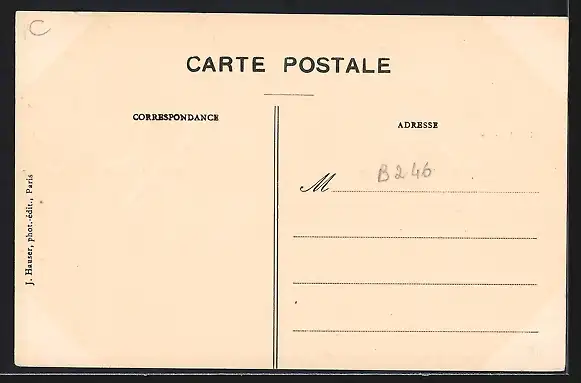 C
CARTE POSTALE
CORRESPONDANCE
ADRESSE
M
B246
J. Hauser, phot.-édit., Paris